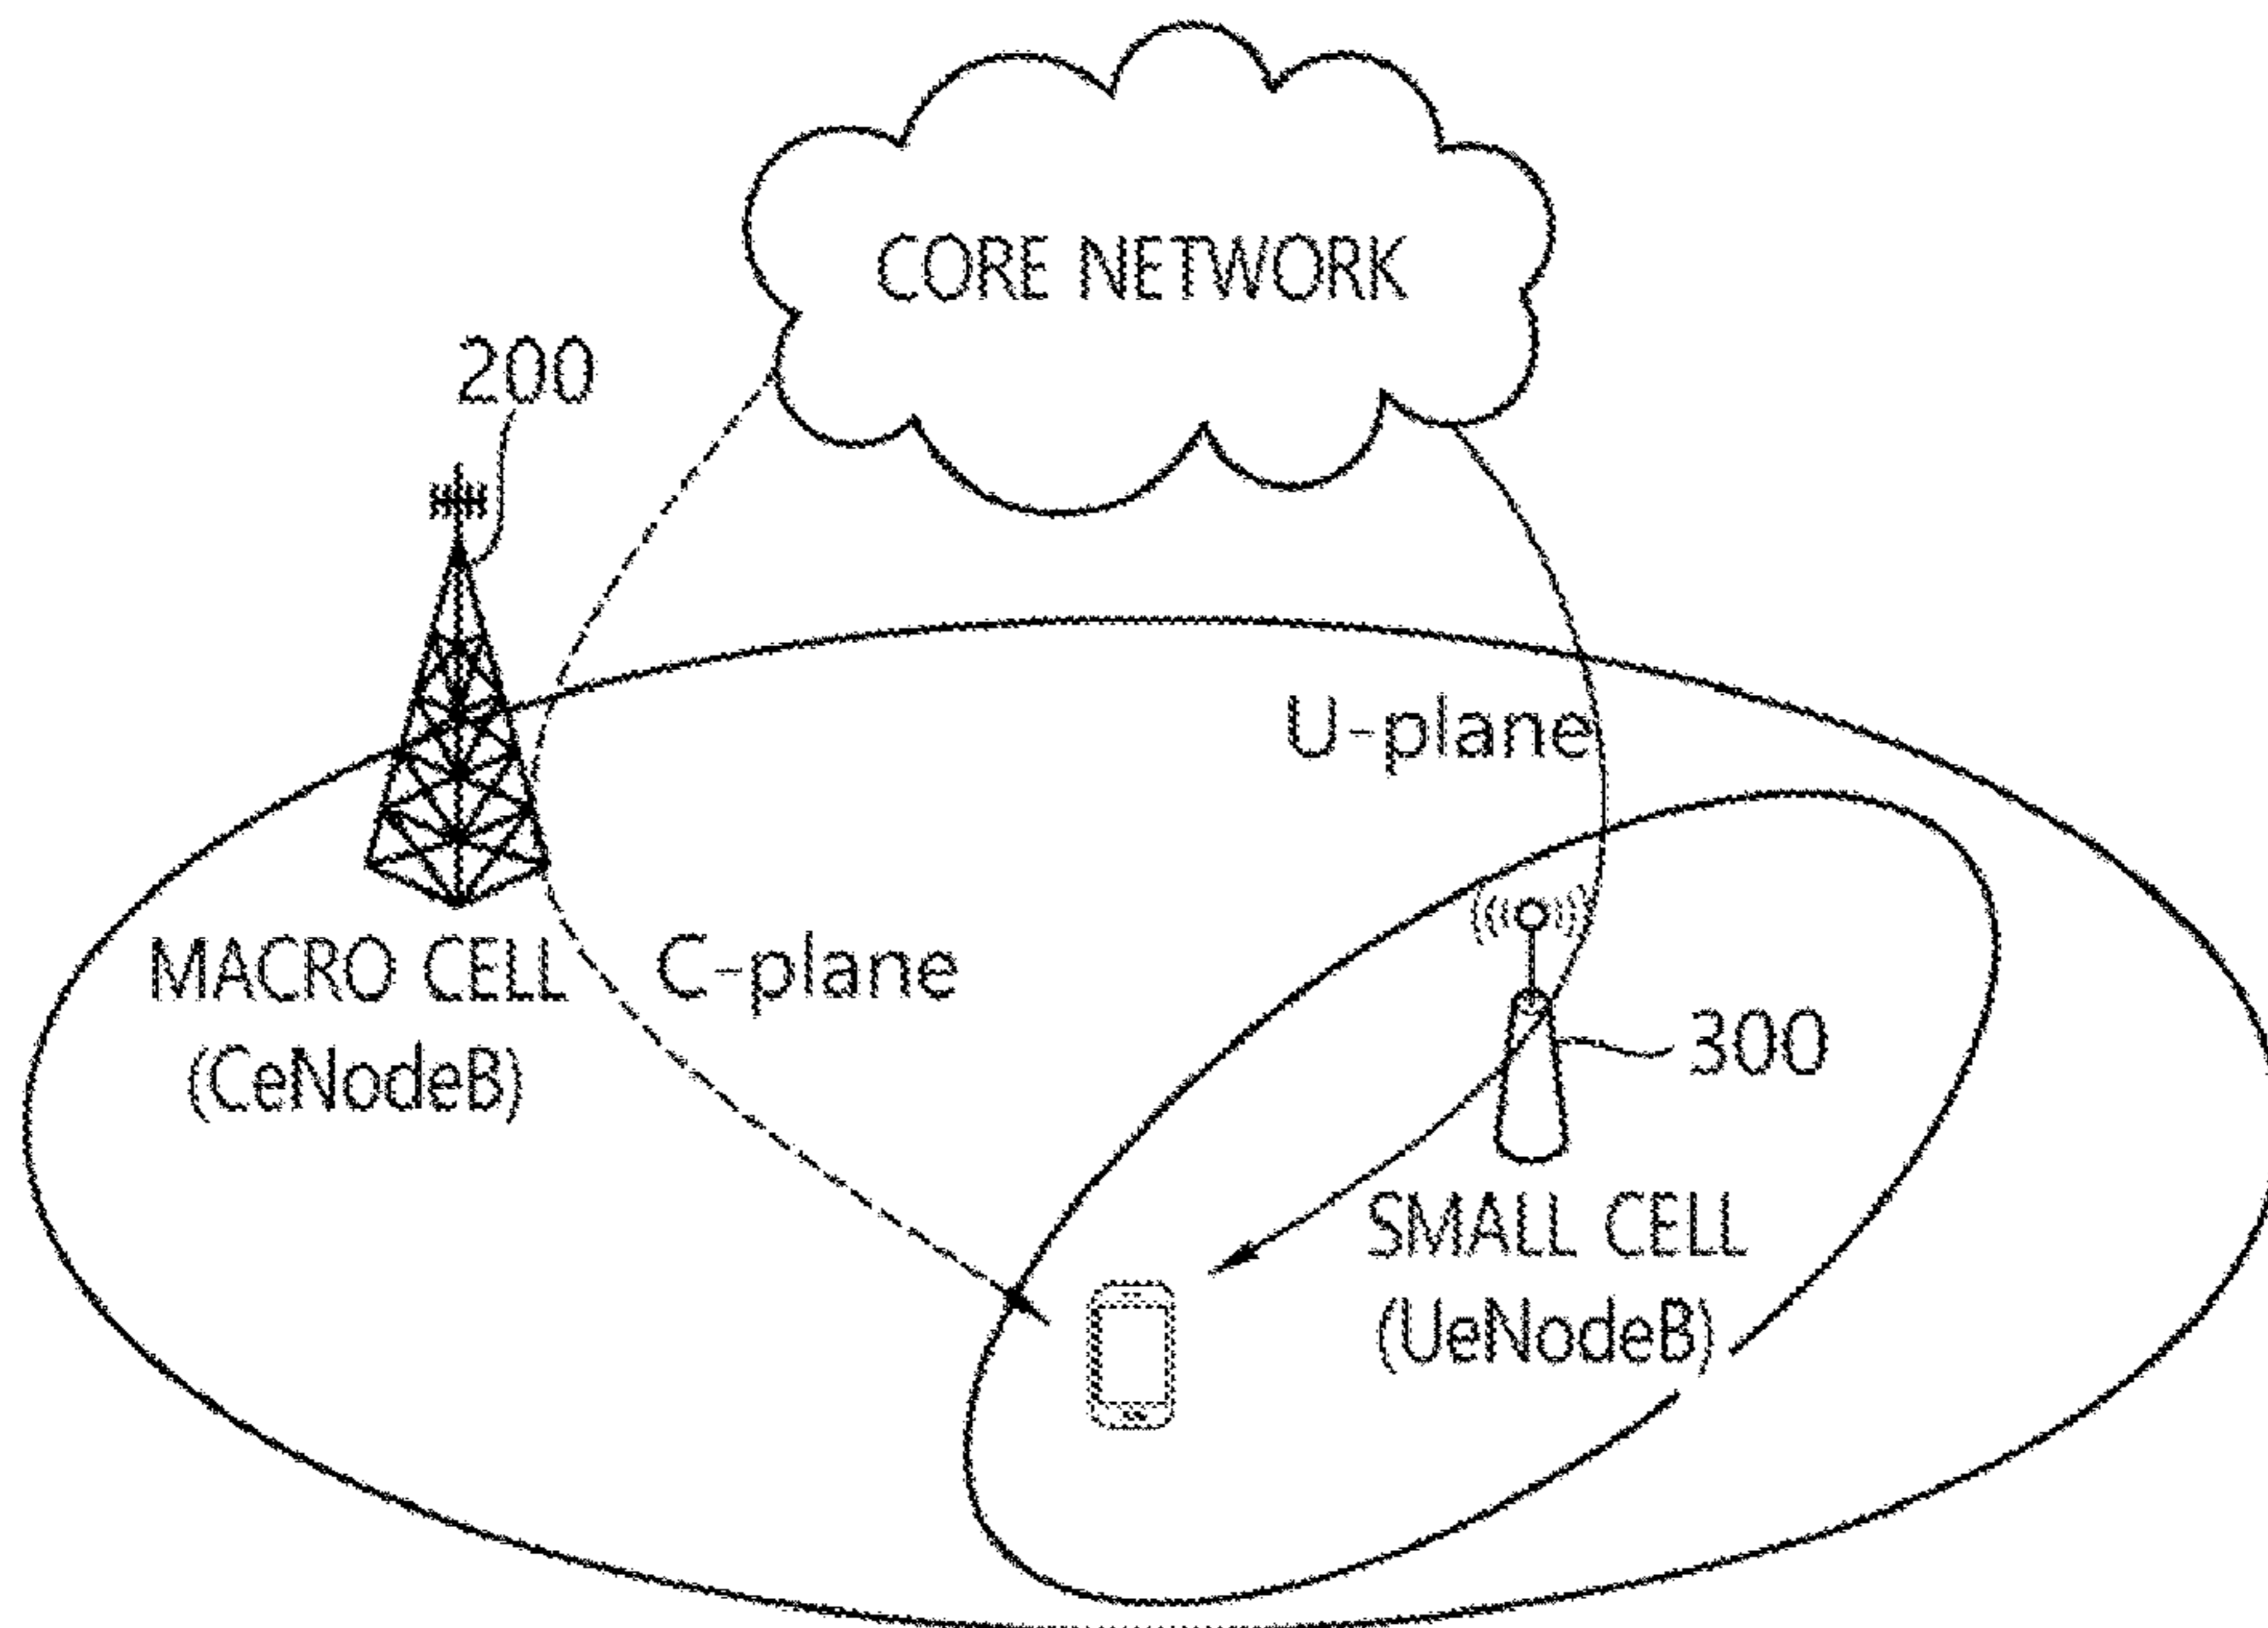 CORE NETWORK
200
U-plane
MACRO CELL
(CeNodeB)
C-plane
300
SMALL CELL
(UeNodeB)